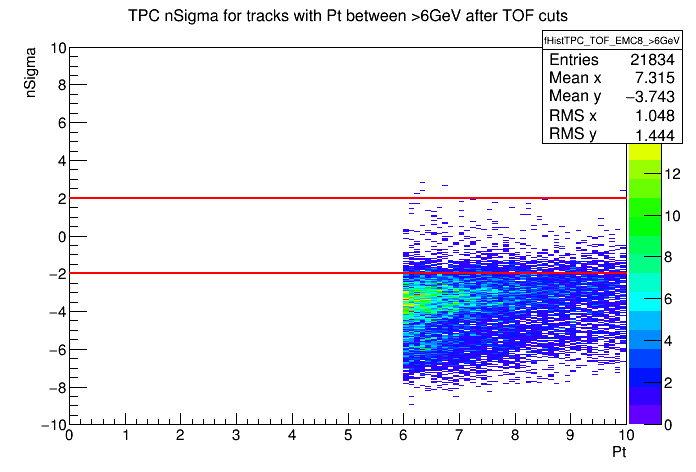 TPC nSigma for tracks with Pt between >6GeV after TOF cuts
fHistTPC_TOF_EMC8_>6GeV
Entries 21834
Mean x 7.315
Mean y −3.743
RMS x 1.048
RMS y 1.444
nSigma
10
8
6
4
2
0
−2
−4
−6
−8
−10
0 1 2 3 4 5 6 7 8 9 10
Pt
12
10
8
6
4
2
0